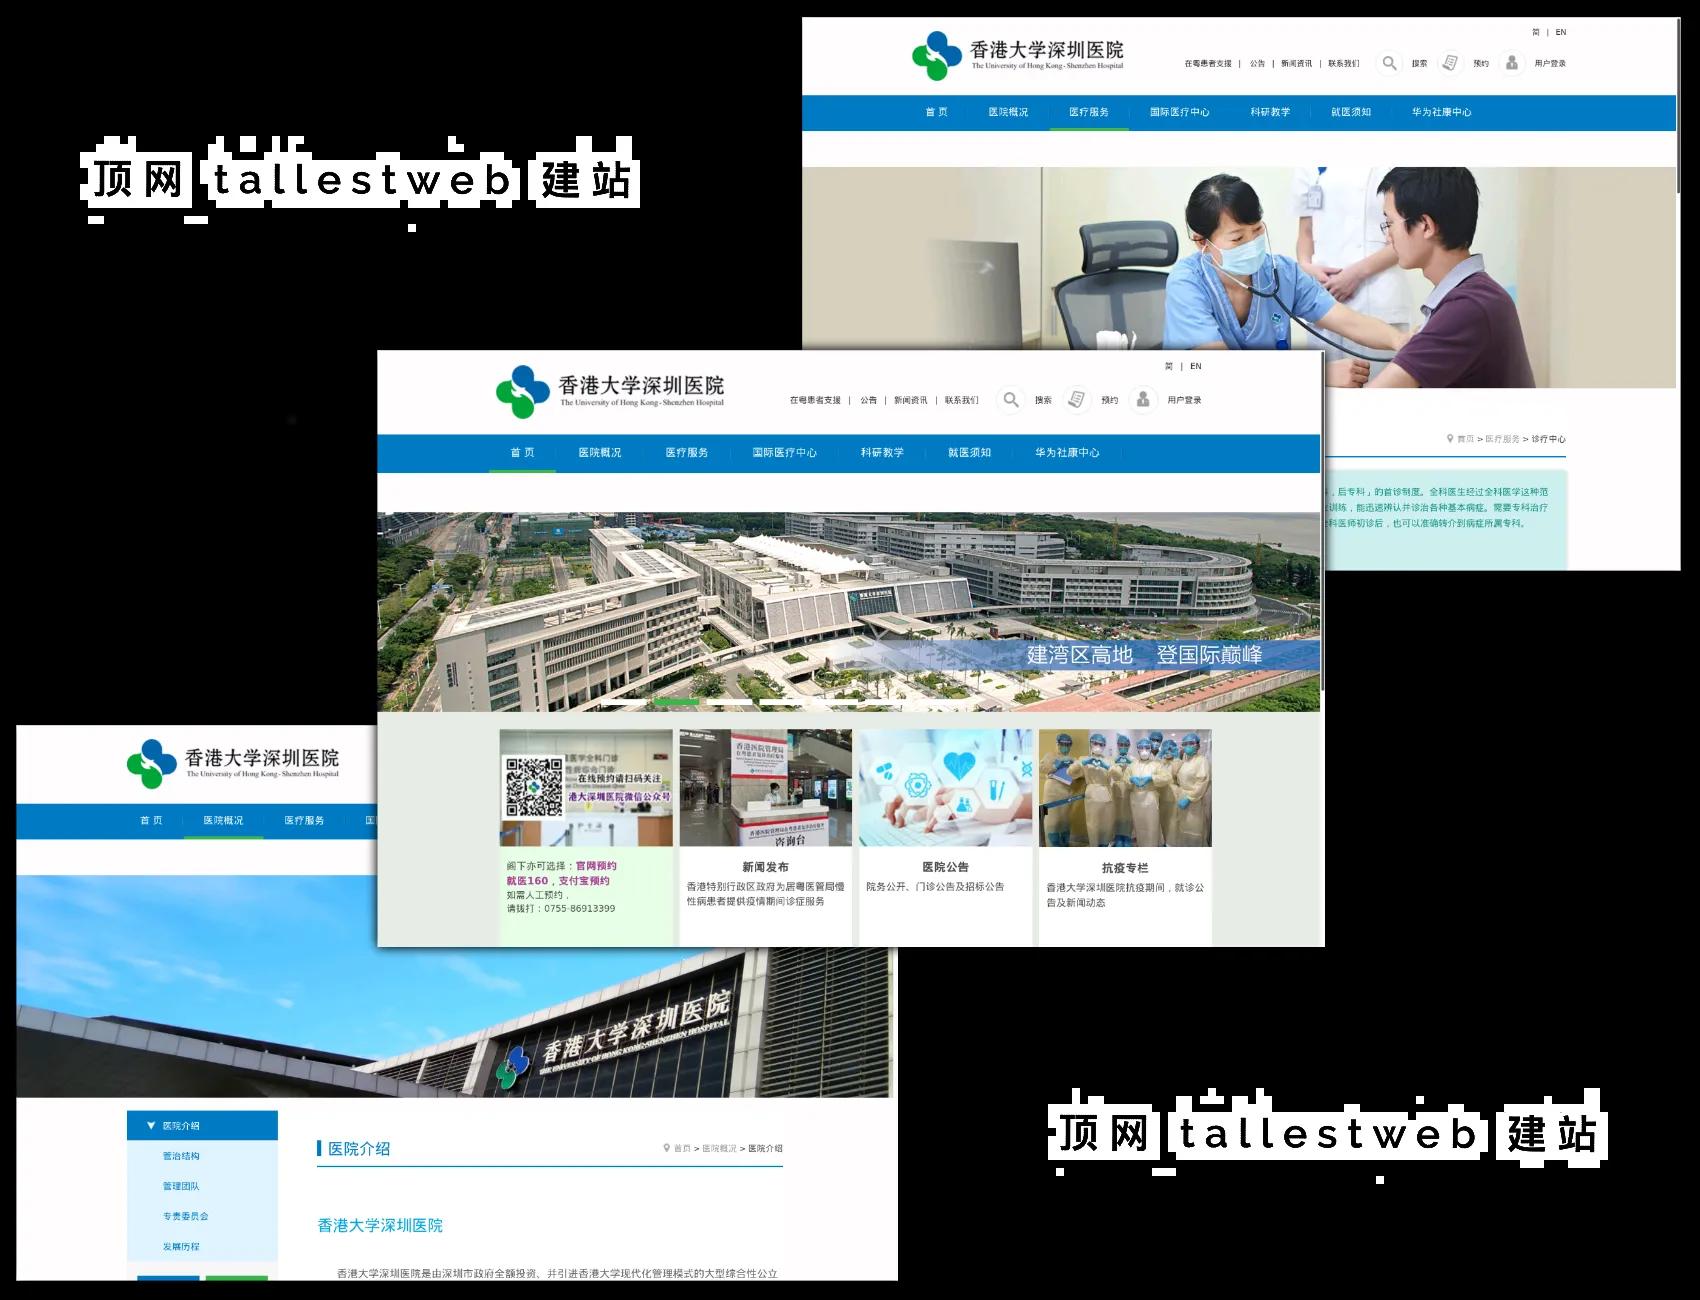 顶网 tallestweb 建站
香港大学深圳医院
The University of Hong Kong - Shenzhen Hospital
简 | EN
在粤患者支援 | 公告 | 新闻资讯 | 联系我们 搜索 预约 用户登录
首 页 医院概况 医疗服务 国际医疗中心 科研教学 就医须知 华为社康中心
首页 > 医疗服务 > 诊疗中心
，后专科」的首诊制度。全科医生经过全科医学这种范
训练，能迅速辨认并诊治各种基本病症。需要专科治疗
科医师初诊后，也可以准确转介到病症所属专科。
香港大学深圳医院
The University of Hong Kong - Shenzhen Hospital
简 | EN
在粤患者支援 | 公告 | 新闻资讯 | 联系我们 搜索 预约 用户登录
首 页 医院概况 医疗服务 国际医疗中心 科研教学 就医须知 华为社康中心
香港大学深圳医院
建湾区高地 登国际巅峰
在线预约请扫码关注
港大深圳医院微信公众号
阁下亦可选择：官网预约
就医160，支付宝预约
如需人工预约，
请拨打：0755-86913399
香港医院管理局
咨询台
新闻发布
香港特别行政区政府为居粤医管局慢
性病患者提供疫情期间诊症服务
医院公告
院务公开、门诊公告及招标公告
抗疫专栏
香港大学深圳医院抗疫期间，就诊公
告及新闻动态
香港大学深圳医院
The University of Hong Kong - Shenzhen Hospital
首 页 医院概况 医疗服务
香港大学深圳医院
THE UNIVERSITY OF HONG KONG-SHENZHEN HOSPITAL
医院介绍
管治结构
管理团队
专责委员会
发展历程
医院介绍
首页 > 医院概况 > 医院介绍
香港大学深圳医院
香港大学深圳医院是由深圳市政府全额投资、并引进香港大学现代化管理模式的大型综合性公立
顶网 tallestweb 建站